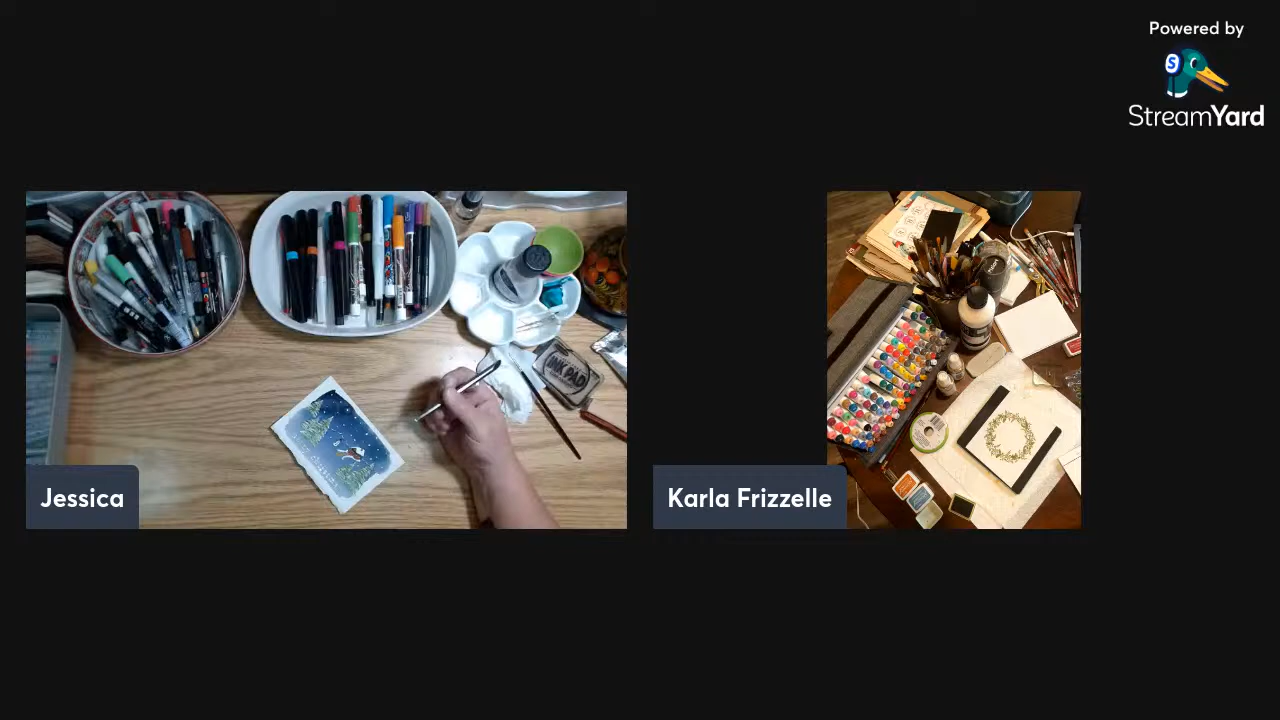 Powered by
S
StreamYard
INK PAD
Jessica
Karla Frizzelle